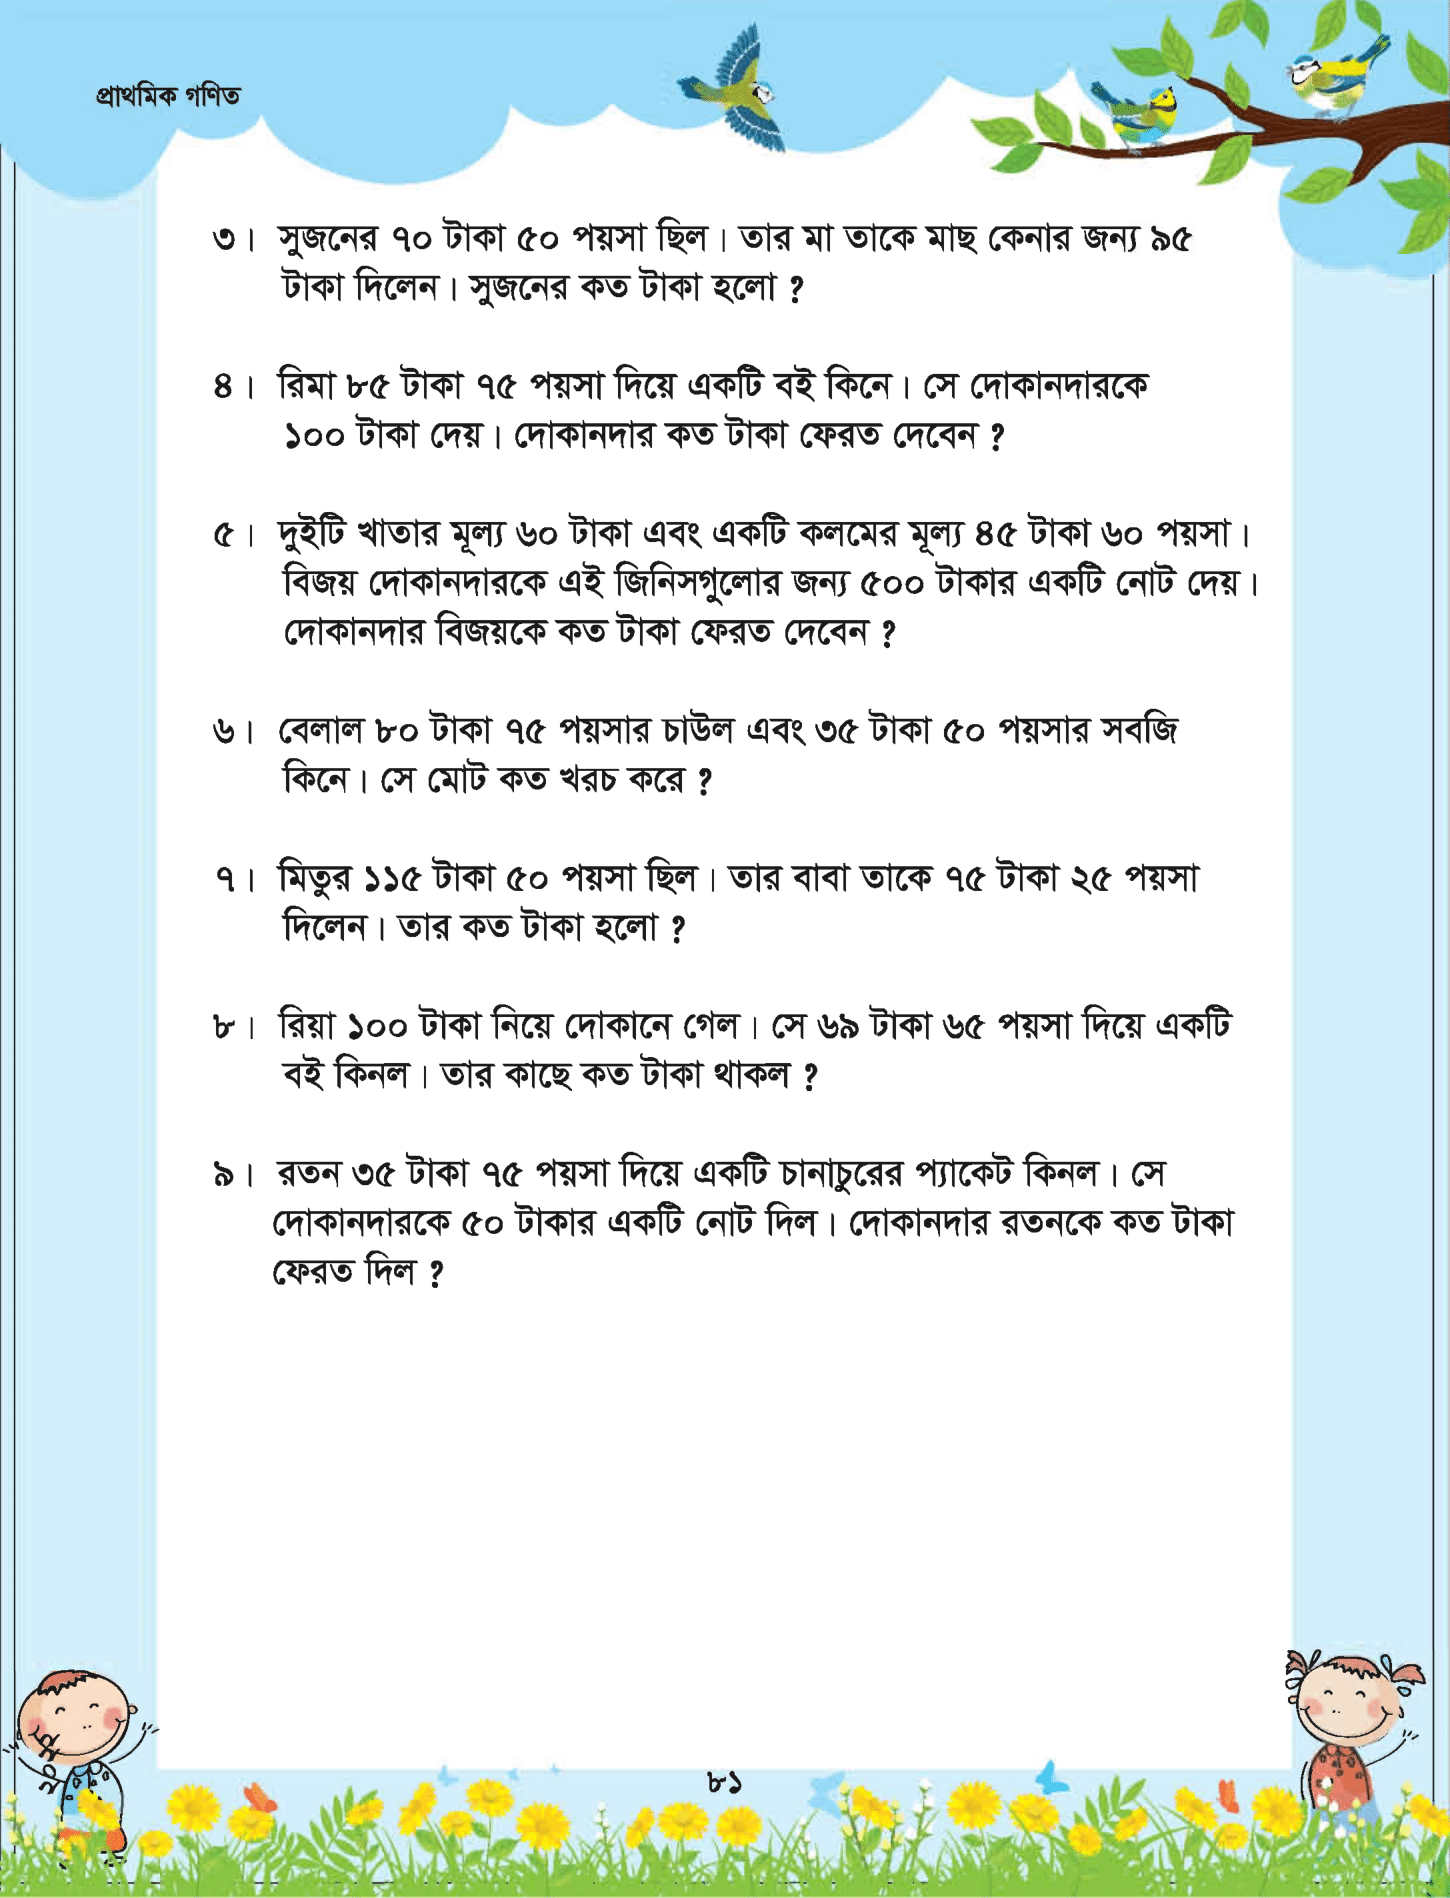 প্রাথমিক গণিত
৩। সুজনের ৭০ টাকা ৫০ পয়সা ছিল। তার মা তাকে মাছ কেনার জন্য ৯৫
টাকা দিলেন। সুজনের কত টাকা হলো ?
৪। রিমা ৮৫ টাকা ৭৫ পয়সা দিয়ে একটি বই কিনে। সে দোকানদারকে
১০০ টাকা দেয়। দোকানদার কত টাকা ফেরত দেবেন ?
৫। দুইটি খাতার মূল্য ৬০ টাকা এবং একটি কলমের মূল্য ৪৫ টাকা ৬০ পয়সা।
বিজয় দোকানদারকে এই জিনিসগুলোর জন্য ৫০০ টাকার একটি নোট দেয়।
দোকানদার বিজয়কে কত টাকা ফেরত দেবেন ?
৬। বেলাল ৮০ টাকা ৭৫ পয়সার চাউল এবং ৩৫ টাকা ৫০ পয়সার সবজি
কিনে। সে মোট কত খরচ করে ?
৭। মিতুর ১১৫ টাকা ৫০ পয়সা ছিল। তার বাবা তাকে ৭৫ টাকা ২৫ পয়সা
দিলেন। তার কত টাকা হলো ?
৮। রিয়া ১০০ টাকা নিয়ে দোকানে গেল। সে ৬৯ টাকা ৬৫ পয়সা দিয়ে একটি
বই কিনল। তার কাছে কত টাকা থাকল ?
৯। রতন ৩৫ টাকা ৭৫ পয়সা দিয়ে একটি চানাচুরের প্যাকেট কিনল। সে
দোকানদারকে ৫০ টাকার একটি নোট দিল। দোকানদার রতনকে কত টাকা
ফেরত দিল ?
৮১